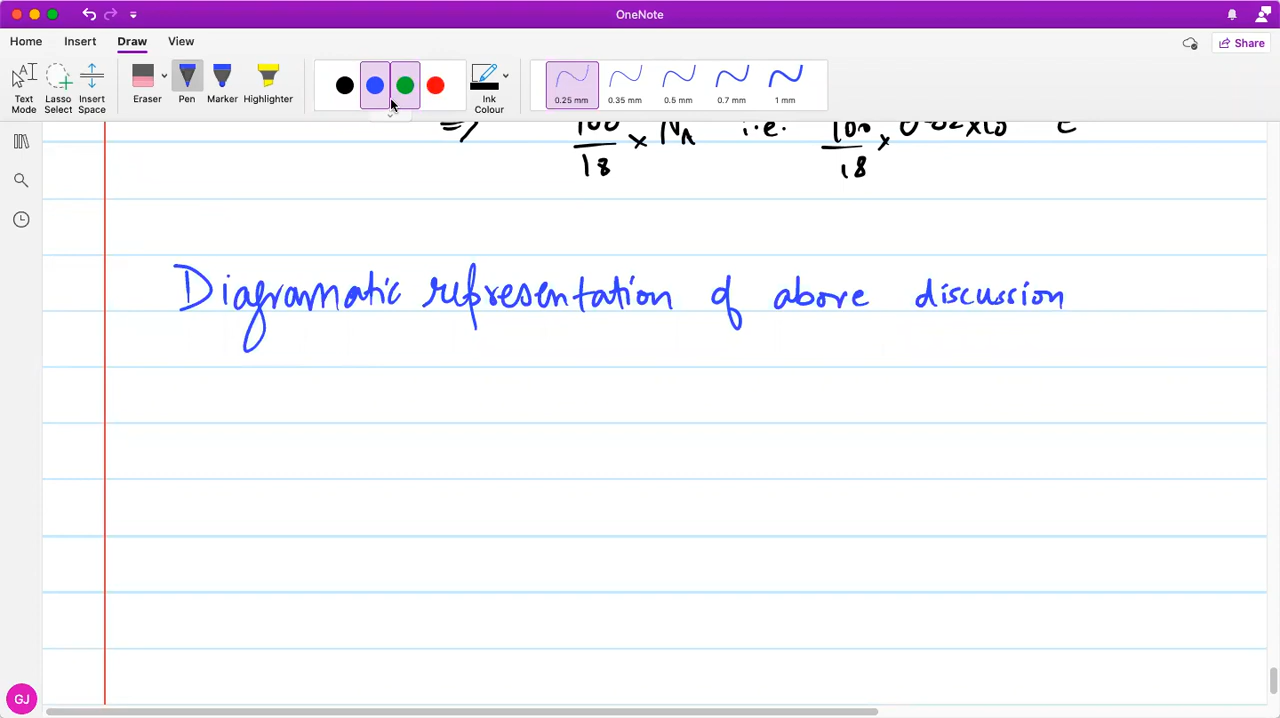 OneNote
Home Insert Draw View
Share
Text Mode
Lasso Select
Insert Space
Eraser
Pen
Marker
Highlighter
Ink Colour
0.25 mm
0.35 mm
0.5 mm
0.7 mm
1 mm
=> 100/18 × NA i.e. 100/18 ×
Diagramatic representation of above discussion
GJ